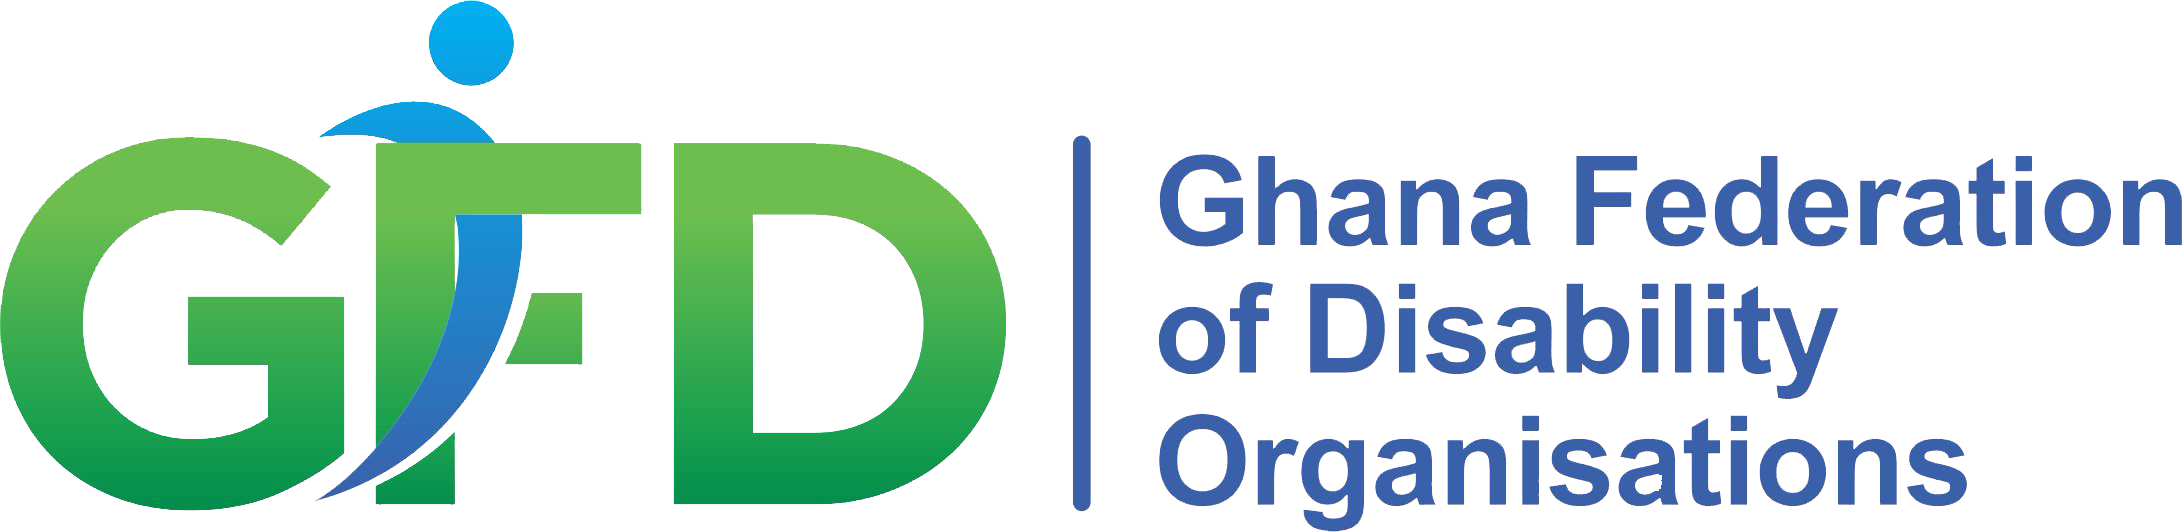 GFD
Ghana Federation
of Disability
Organisations